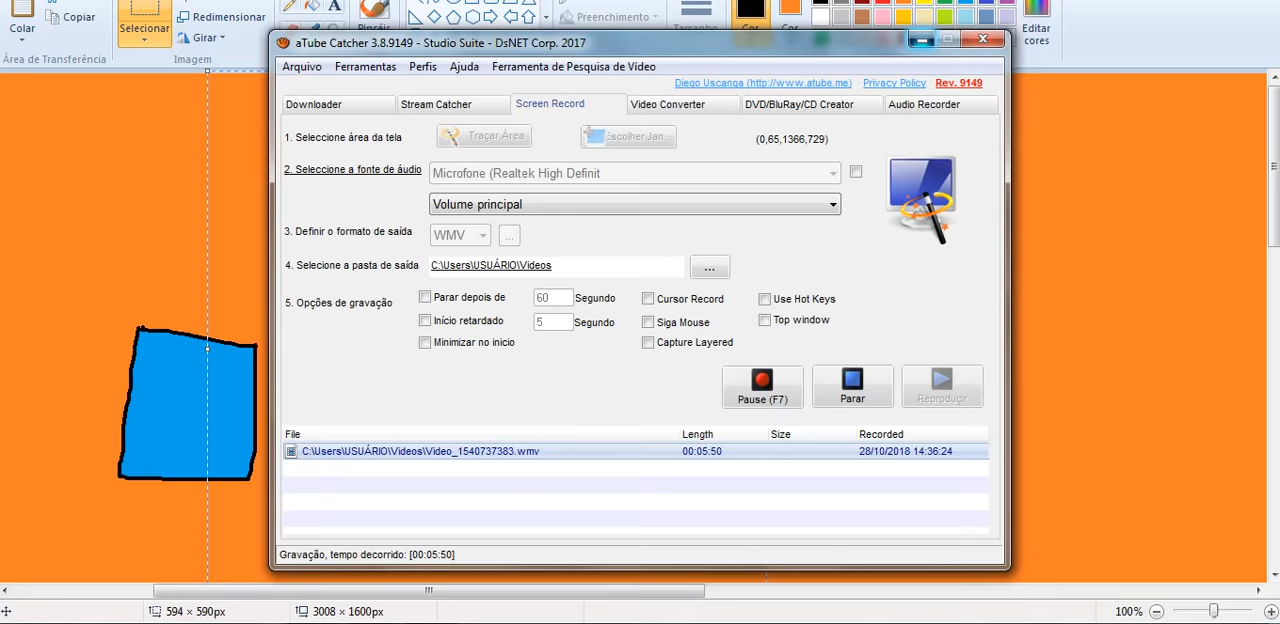 Colar
Copiar
Selecionar
Redimensionar
Girar
Pincéis
Preenchimento
Tamanho
Cor
Cor
Editar
cores
Área de Transferência
Imagem
aTube Catcher 3.8.9149 - Studio Suite - DsNET Corp. 2017
Arquivo Ferramentas Perfis Ajuda Ferramenta de Pesquisa de Vídeo
Diego Uscanga (http://www.atube.me) Privacy Policy Rev. 9149
Downloader Stream Catcher Screen Record Video Converter DVD/BluRay/CD Creator Audio Recorder
1. Seleccione área da tela Traçar Área Escolher Jan... (0,65,1366,729)
2. Seleccione a fonte de áudio Microfone (Realtek High Definit
Volume principal
3. Definir o formato de saída WMV ...
4. Selecione a pasta de saída C:\Users\USUÁRIO\Videos ...
5. Opções de gravação Parar depois de 60 Segundo Cursor Record Use Hot Keys
Início retardado 5 Segundo Siga Mouse Top window
Minimizar no inicio Capture Layered
Pause (F7) Parar Reproduçir
File Length Size Recorded
C:\Users\USUÁRIO\Videos\Video_1540737383.wmv 00:05:50 28/10/2018 14:36:24
Gravação, tempo decorrido: [00:05:50]
594 × 590px 3008 × 1600px 100%